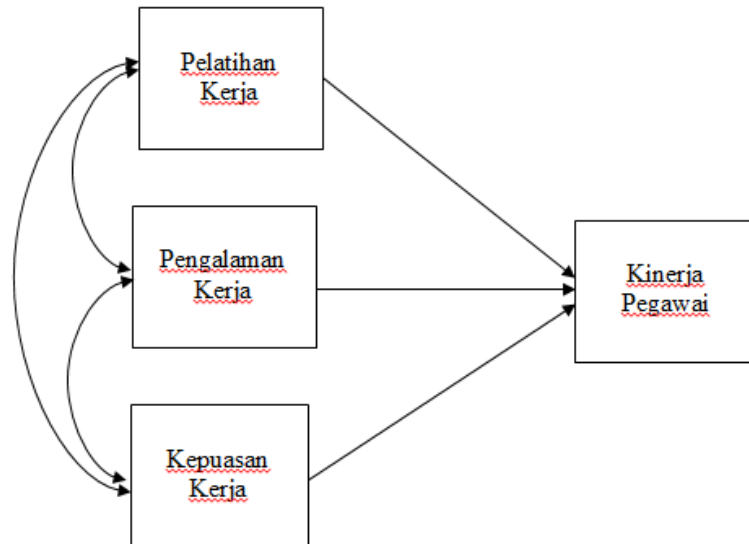 Pelatihan
Kerja
Pengalaman
Kerja
Kinerja
Pegawai
Kepuasan
Kerja